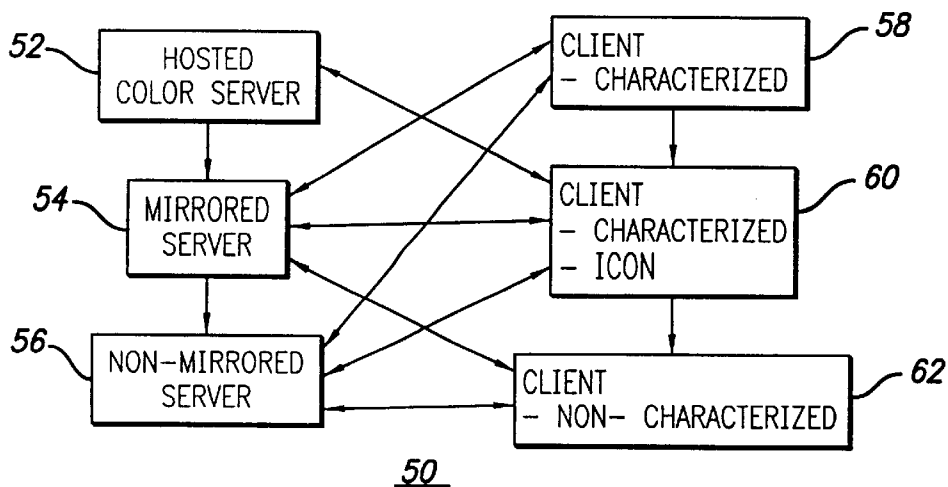 52
HOSTED
COLOR SERVER
54
MIRRORED
SERVER
56
NON-MIRRORED
SERVER
CLIENT
- CHARACTERIZED
58
CLIENT
- CHARACTERIZED
- ICON
60
CLIENT
- NON- CHARACTERIZED
62
50